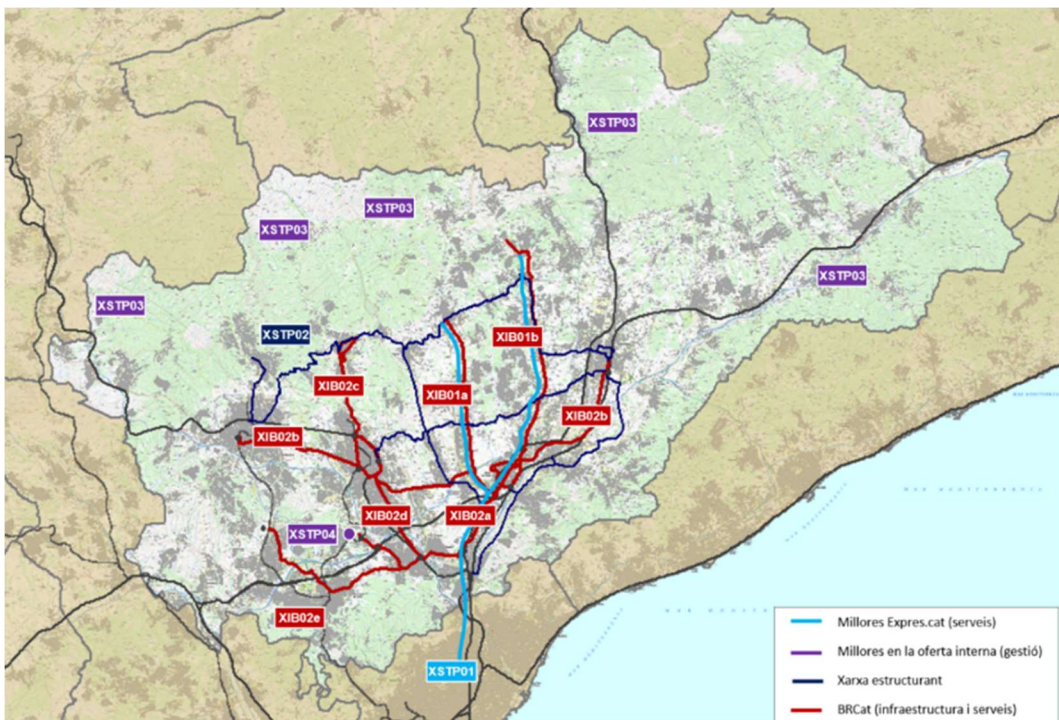 XSTP03
XSTP03
XSTP03
XSTP03
XSTP03
XSTP02
XIB01b
XIB02c
XIB01a
XIB02b
XIB02b
XIB02d
XIB02a
XSTP04
XIB02e
XSTP01
Millores Expres.cat (serveis)
Millores en la oferta interna (gestió)
Xarxa estructurant
BRCat (infraestructura i serveis)